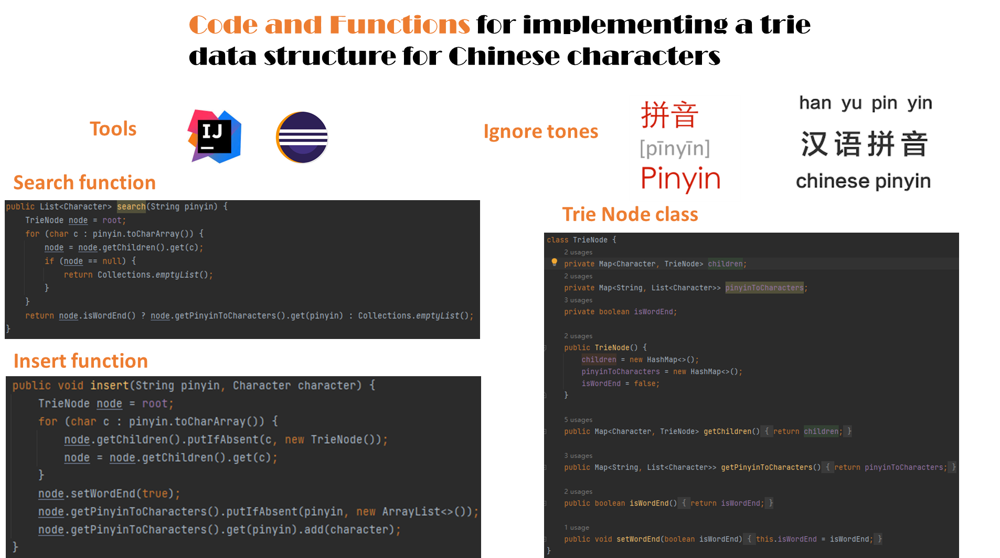 Code and Functions for implementing a trie
data structure for Chinese characters
Tools
IJ
Ignore tones
拼音
[pīnyīn]
Pinyin
han yu pin yin
汉语拼音
chinese pinyin
Search function
public List<Character> search(String pinyin) {
    TrieNode node = root;
    for (char c : pinyin.toCharArray()) {
        node = node.getChildren().get(c);
        if (node == null) {
            return Collections.emptyList();
        }
    }
    return node.isWordEnd() ? node.getPinyinToCharacters().get(pinyin) : Collections.emptyList();
}
Insert function
public void insert(String pinyin, Character character) {
    TrieNode node = root;
    for (char c : pinyin.toCharArray()) {
        node.getChildren().putIfAbsent(c, new TrieNode());
        node = node.getChildren().get(c);
    }
    node.setWordEnd(true);
    node.getPinyinToCharacters().putIfAbsent(pinyin, new ArrayList<>());
    node.getPinyinToCharacters().get(pinyin).add(character);
}
Trie Node class
class TrieNode {
    2 usages
    private Map<Character, TrieNode> children;
    2 usages
    private Map<String, List<Character>> pinyinToCharacters;
    3 usages
    private boolean isWordEnd;
    2 usages
    public TrieNode() {
        children = new HashMap<>();
        pinyinToCharacters = new HashMap<>();
        isWordEnd = false;
    }
    5 usages
    public Map<Character, TrieNode> getChildren() { return children; }
    3 usages
    public Map<String, List<Character>> getPinyinToCharacters() { return pinyinToCharacters; }
    2 usages
    public boolean isWordEnd() { return isWordEnd; }
    1 usage
    public void setWordEnd(boolean isWordEnd) { this.isWordEnd = isWordEnd; }
}